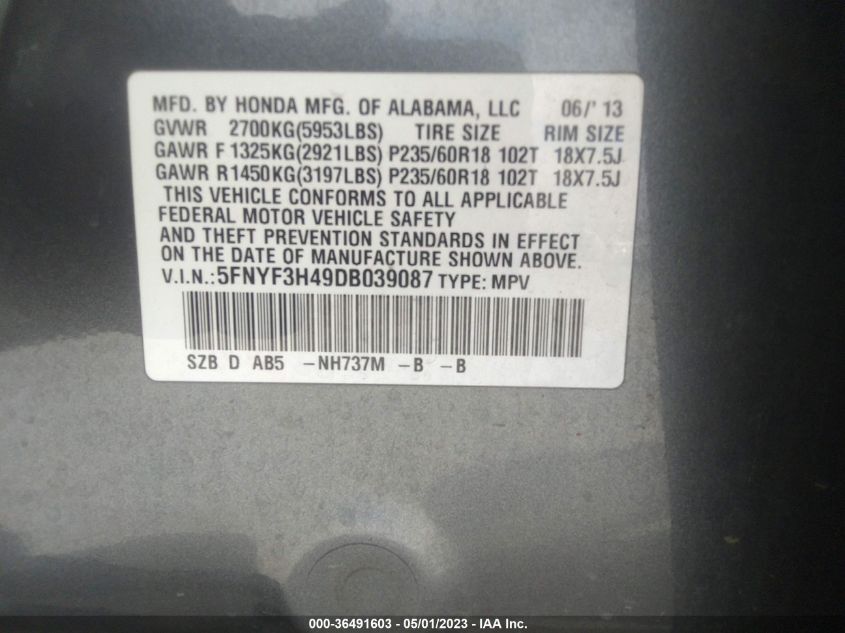 MFD. BY HONDA MFG. OF ALABAMA, LLC 06/' 13
GVWR 2700KG(5953LBS) TIRE SIZE RIM SIZE
GAWR F 1325KG(2921LBS) P235/60R18 102T 18X7.5J
GAWR R1450KG(3197LBS) P235/60R18 102T 18X7.5J
THIS VEHICLE CONFORMS TO ALL APPLICABLE
FEDERAL MOTOR VEHICLE SAFETY
AND THEFT PREVENTION STANDARDS IN EFFECT
ON THE DATE OF MANUFACTURE SHOWN ABOVE.
V.I.N.:5FNYF3H49DB039087 TYPE: MPV
SZB D AB5 -NH737M -B -B
000-36491603 - 05/01/2023 - IAA Inc.